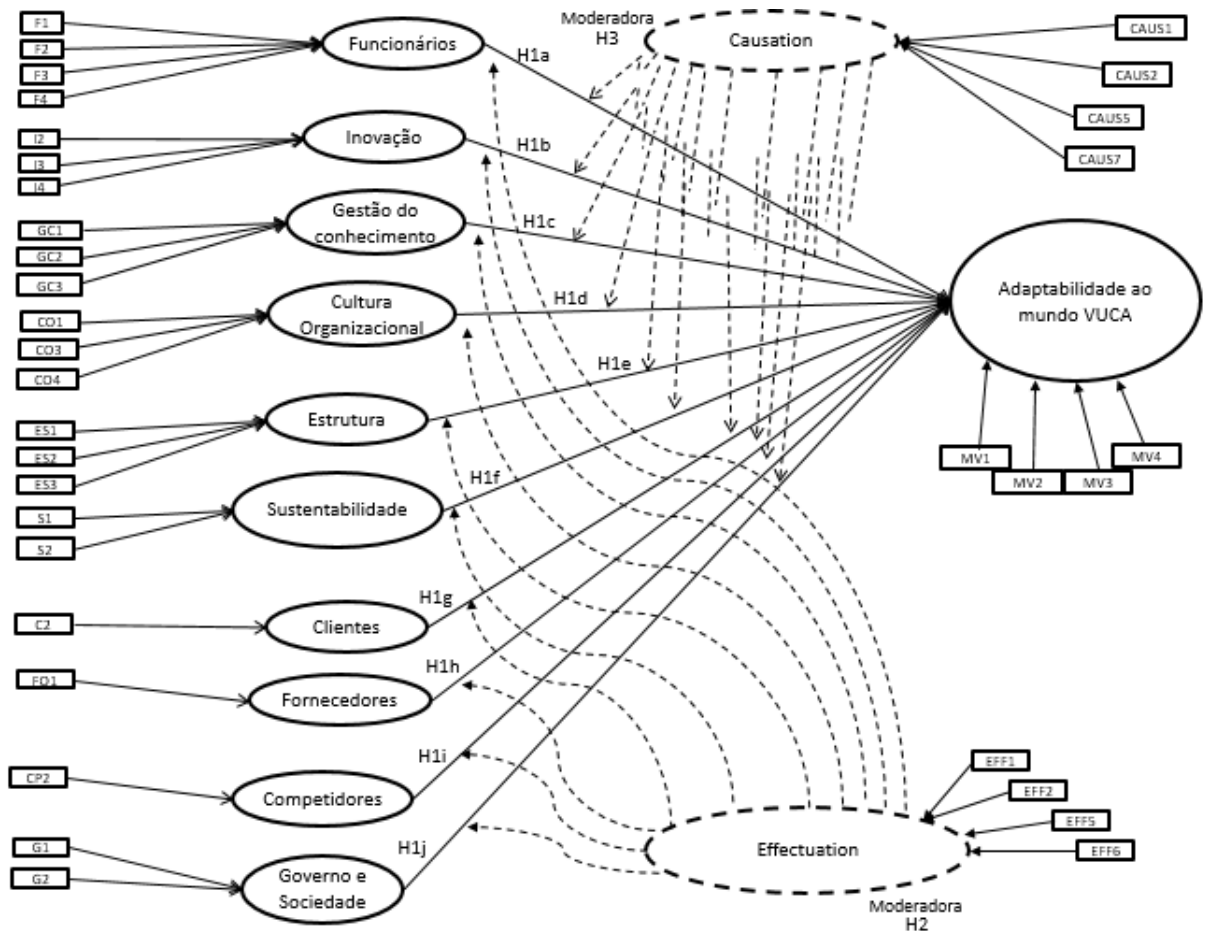 F1
F2
F3
F4
Funcionários
H1a
Moderadora
H3
Causation
CAUS1
CAUS2
CAUS5
CAUS7
I2
I3
I4
Inovação
H1b
GC1
GC2
GC3
Gestão do
conhecimento
H1c
CO1
CO3
CO4
Cultura
Organizacional
H1d
Adaptabilidade ao
mundo VUCA
MV1
MV2
MV3
MV4
ES1
ES2
ES3
Estrutura
H1e
S1
S2
Sustentabilidade
H1f
C2
Clientes
H1g
FO1
Fornecedores
H1h
CP2
Competidores
H1i
G1
G2
Governo e
Sociedade
H1j
EFF1
EFF2
EFF5
EFF6
Effectuation
Moderadora
H2